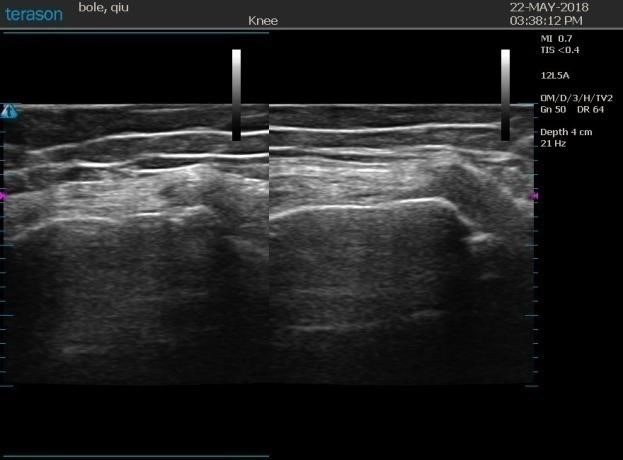 terason
bole, qiu
Knee
22-MAY-2018
03:38:12 PM
MI 0.7
TIS <0.4
12L5A
OM/D/3/H/TV2
Gn 50 DR 64
Depth 4 cm
21 Hz